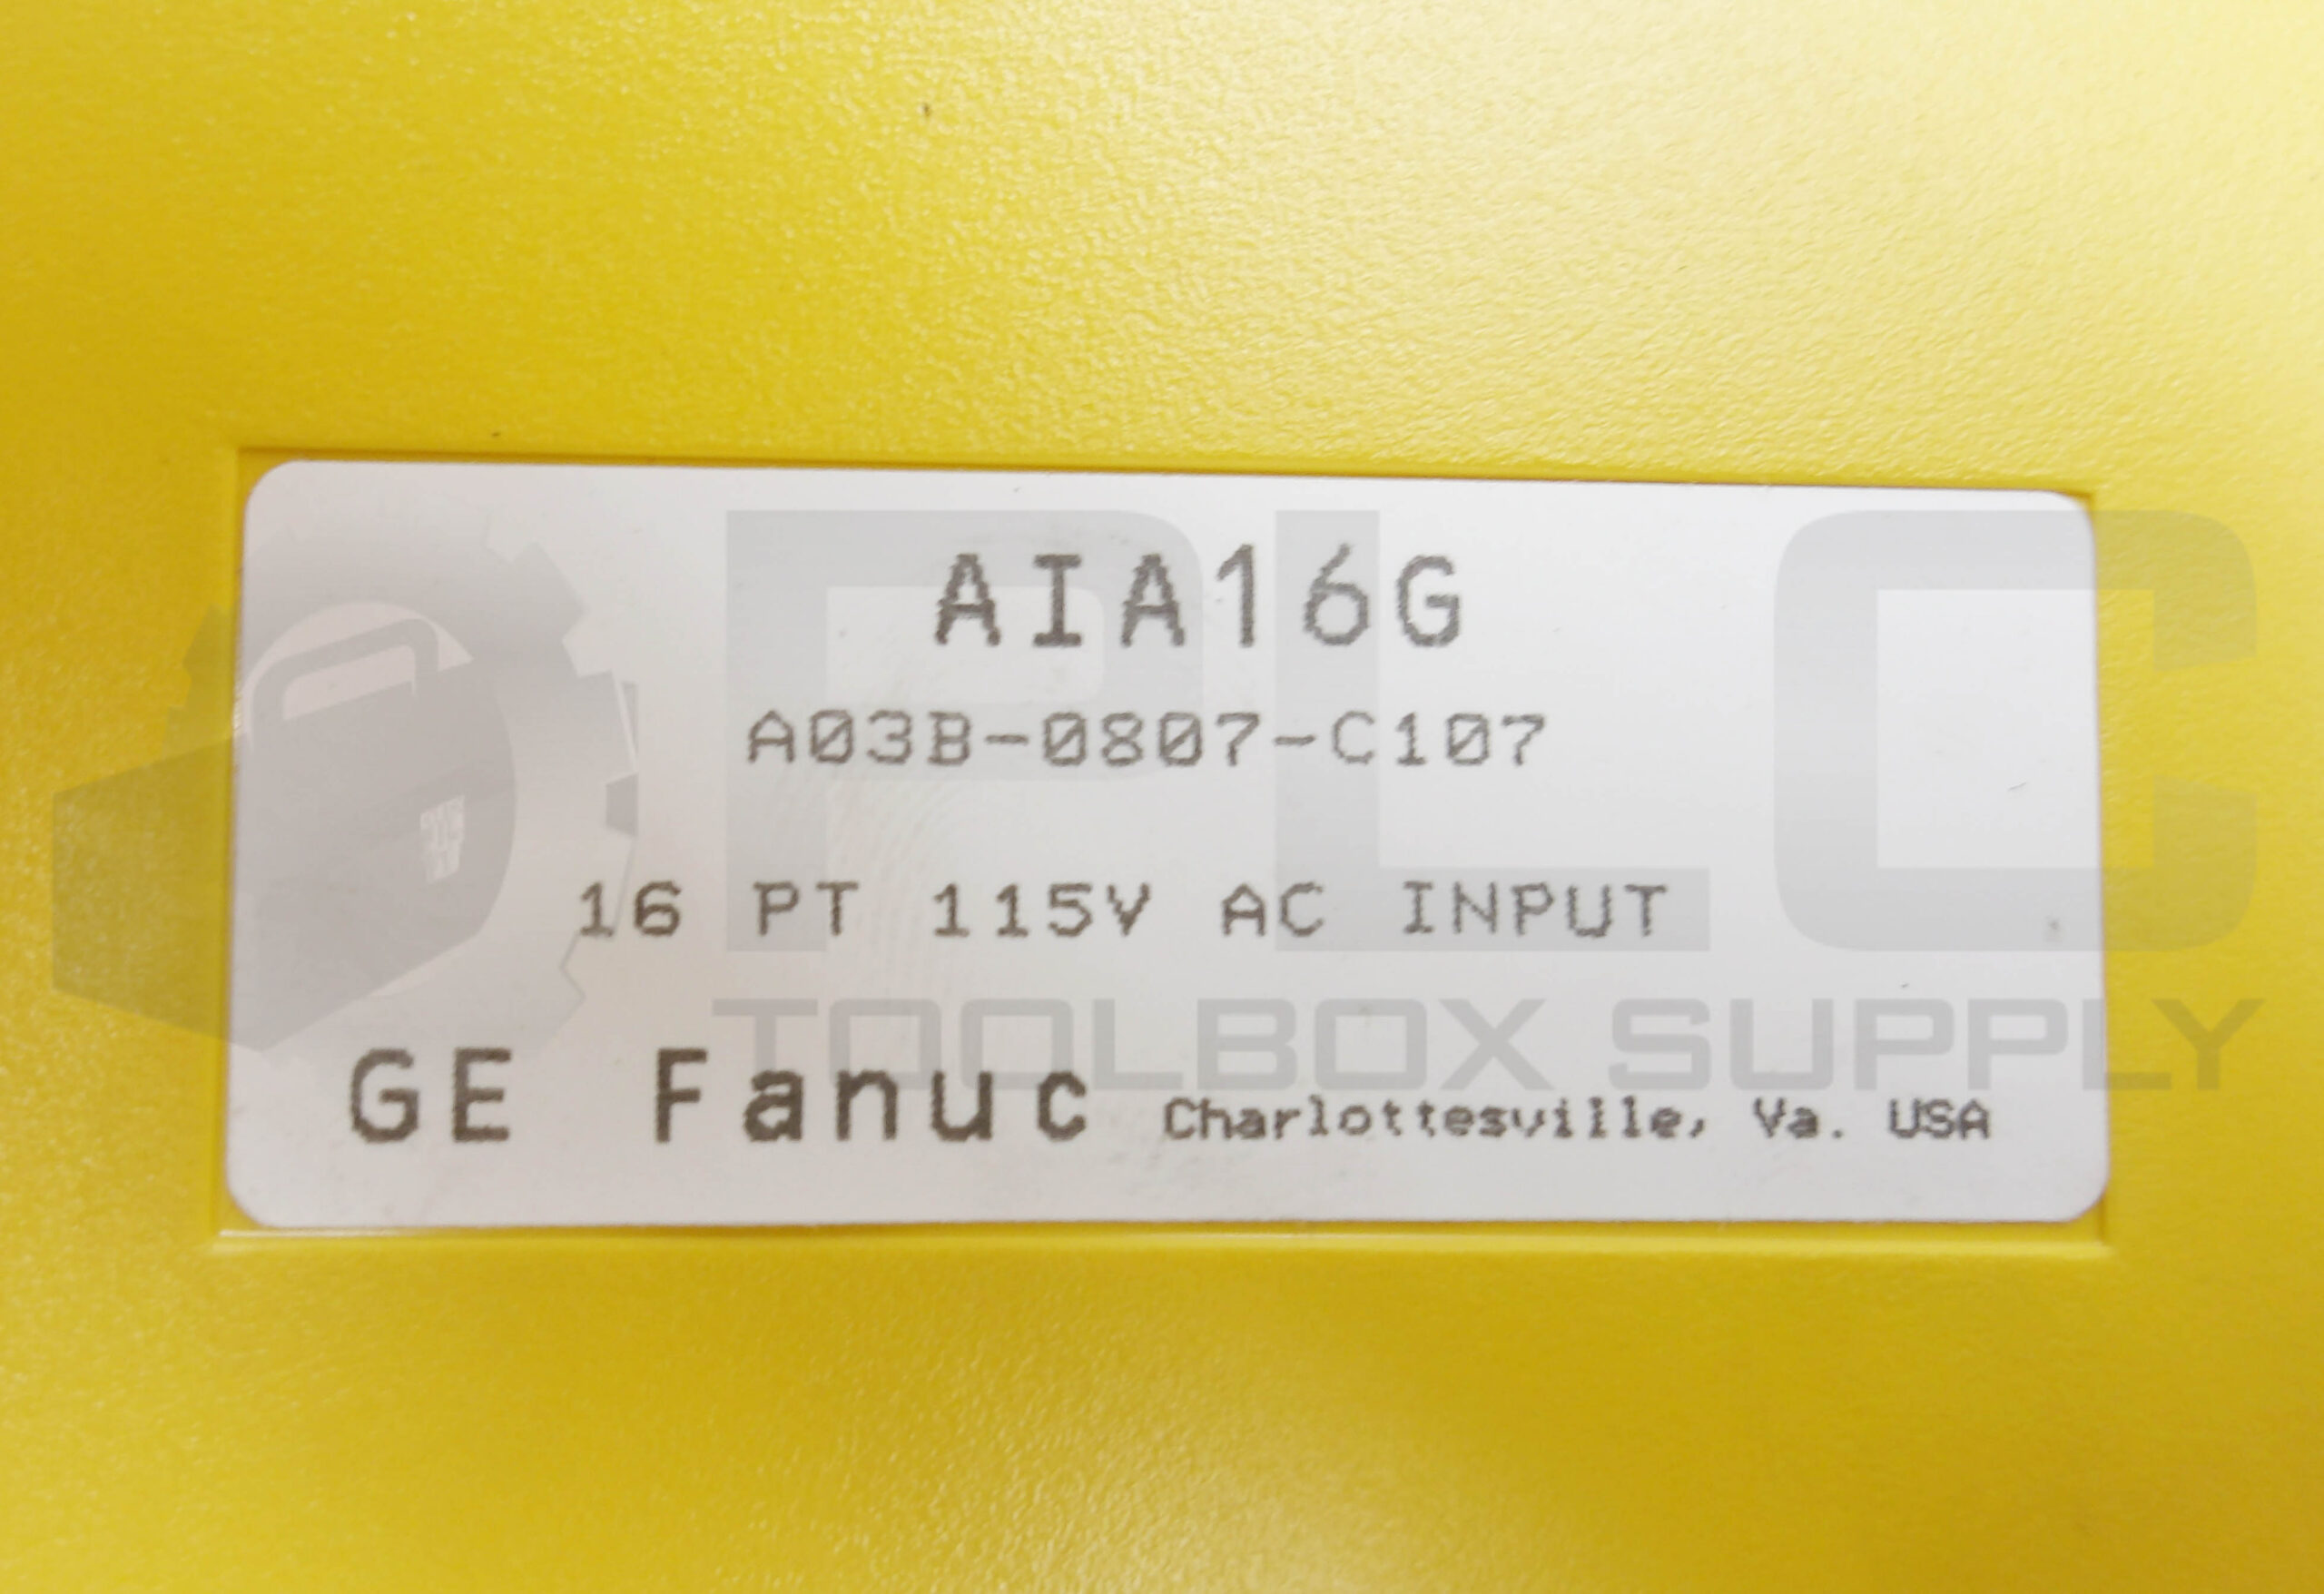 AIA16G
A03B-0807-C107
16 PT 115V AC INPUT
GE Fanuc Charlottesville, Va. USA
PLC
TOOLBOX SUPPLY